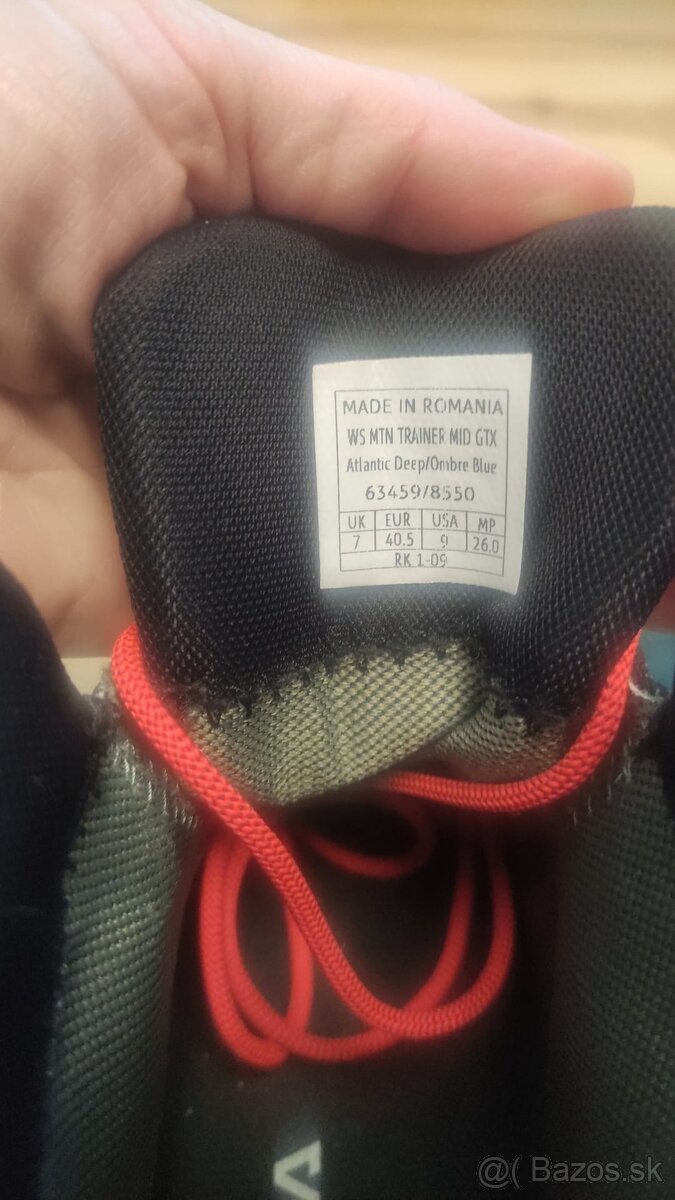 MADE IN ROMANIA
WS MTN TRAINER MID GTX
Atlantic Deep/Ombre Blue
63459/8550
UK EUR USA MP
7 40.5 9 26.0
RK 1-09
@( Bazos.sk